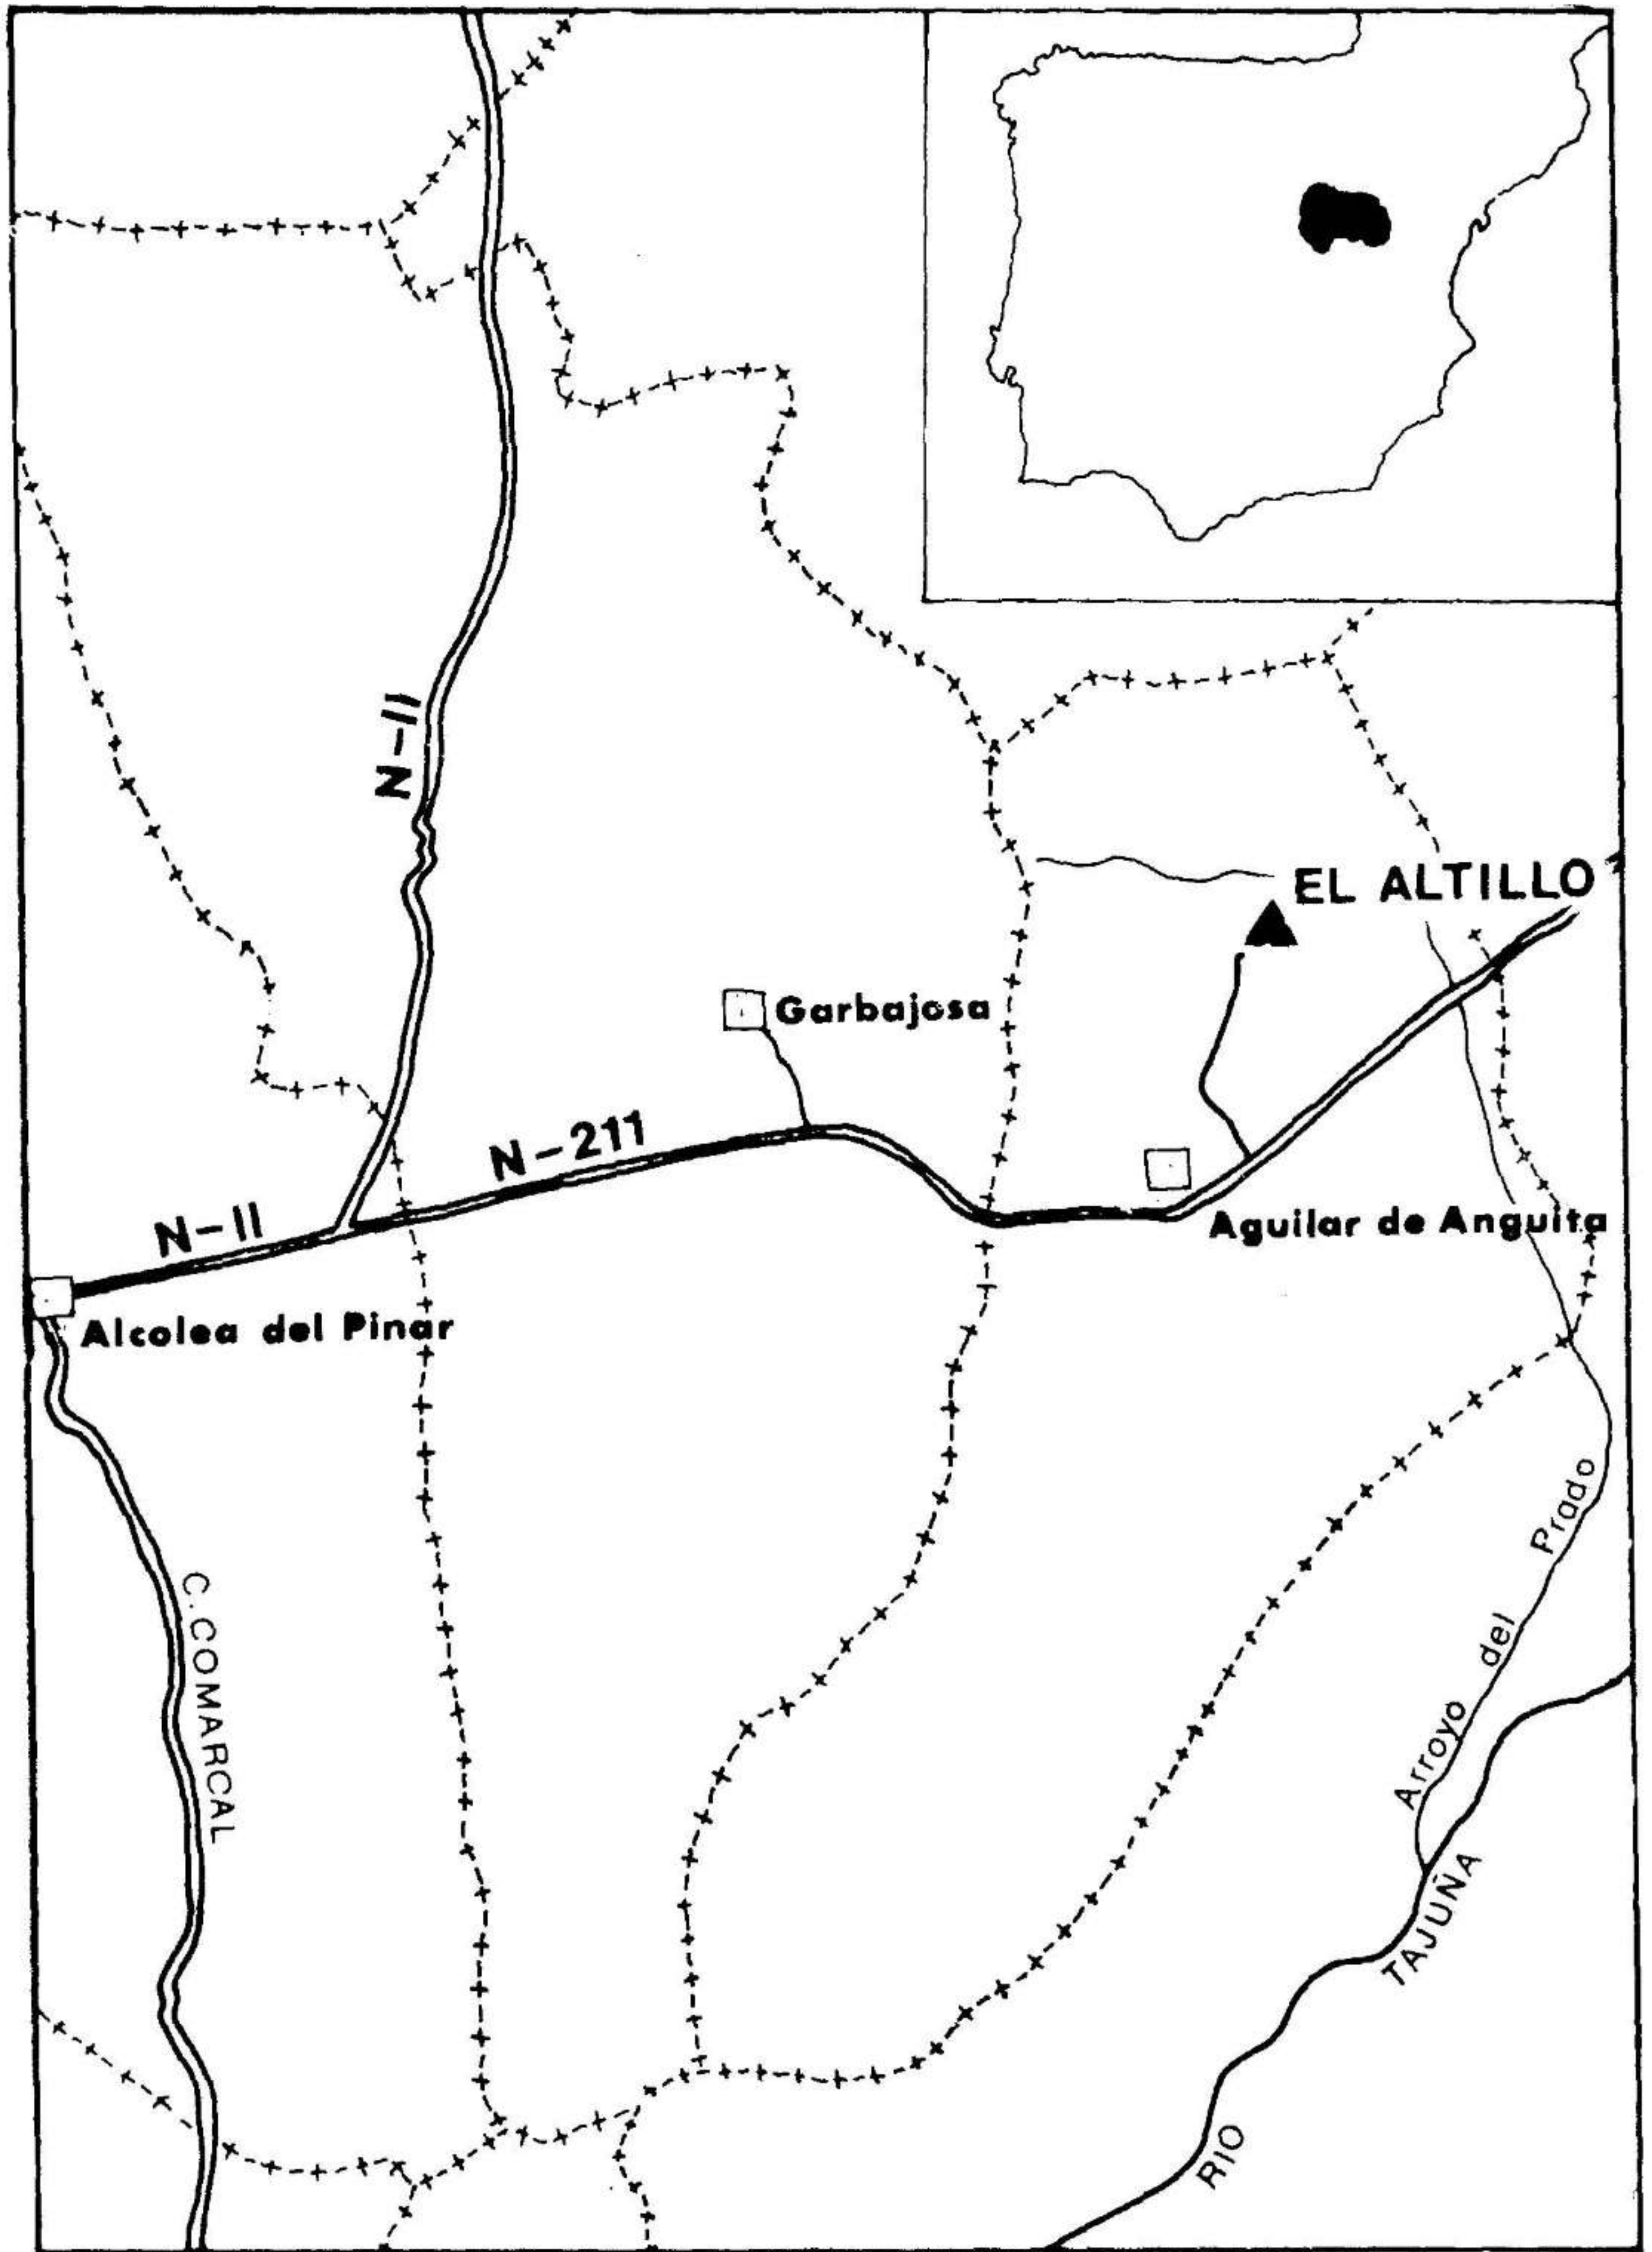 N-II
EL ALTILLO
Garbajosa
N-211
N-II
Aguilar de Anguita
Alcolea del Pinar
C.COMARCAL
Arroyo del Prado
RIO TAJUÑA